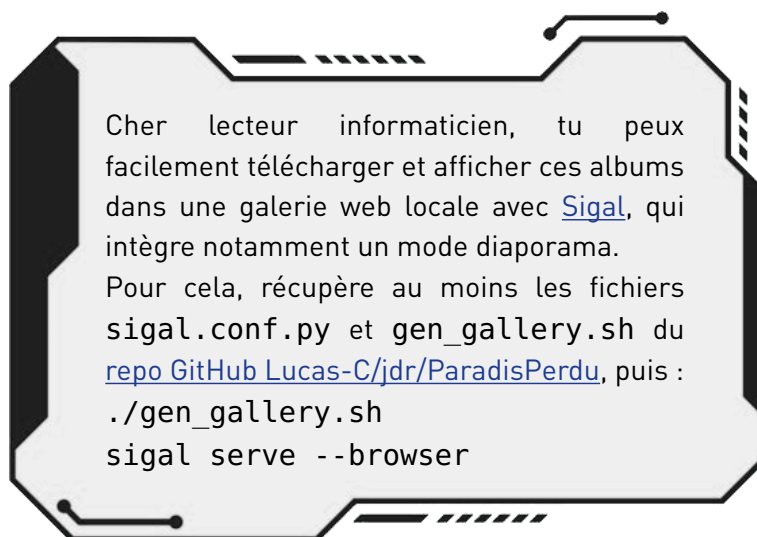 Cher lecteur informaticien, tu peux
facilement télécharger et afficher ces albums
dans une galerie web locale avec Sigal, qui
intègre notamment un mode diaporama.
Pour cela, récupère au moins les fichiers
sigal.conf.py et gen_gallery.sh du
repo GitHub Lucas-C/jdr/ParadisPerdu, puis :
./gen_gallery.sh
sigal serve --browser